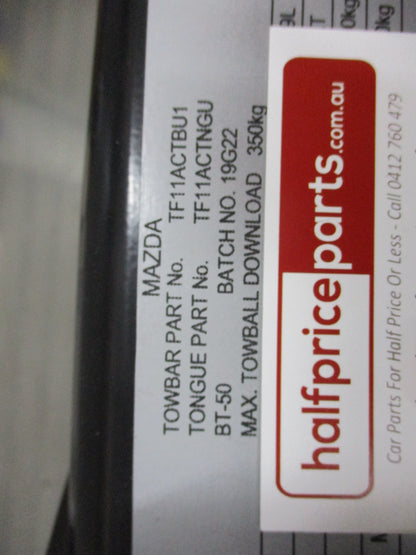 MAZDA
TOWBAR PART No. TF11ACTBU1
TONGUE PART No. TF11ACTNGU
BT-50 BATCH NO. 19G22
MAX. TOWBALL DOWNLOAD 350kg
halfpriceparts.com.au
Car Parts For Half Price Or Less - Call 0412 760 479